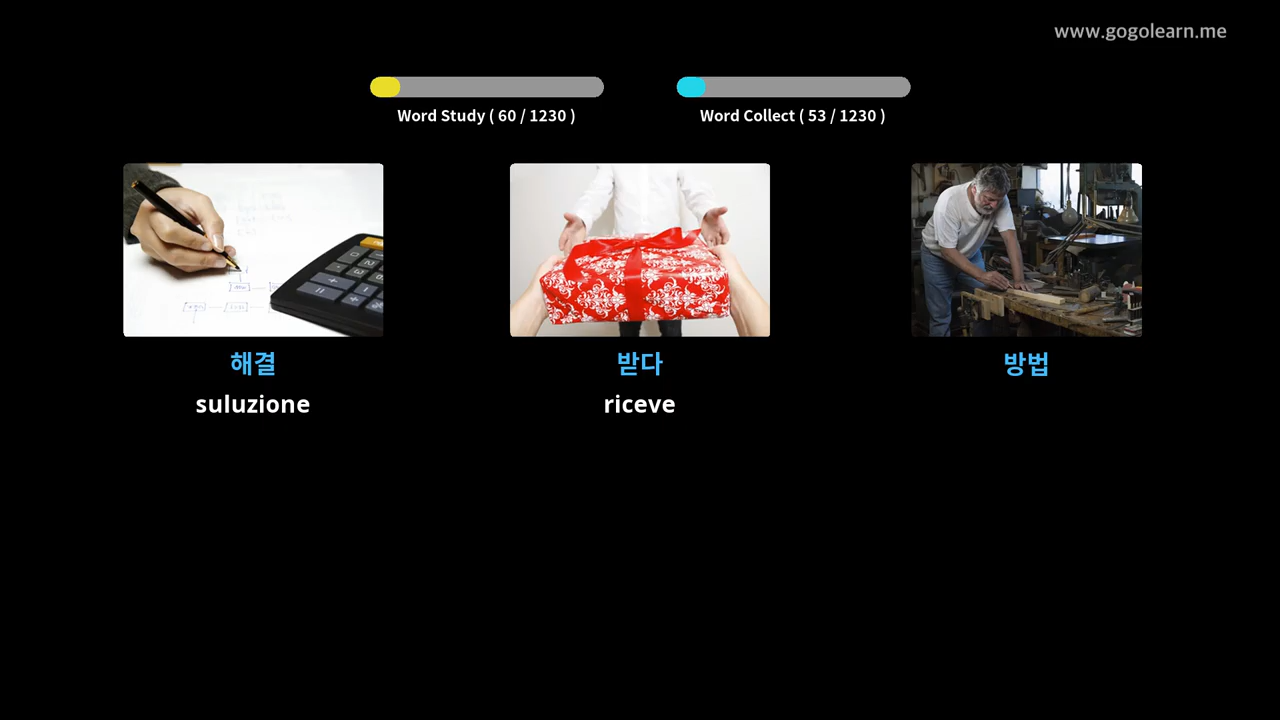 www.gogolearn.me
Word Study ( 60 / 1230 )
Word Collect ( 53 / 1230 )
해결
받다
방법
suluzione
riceve